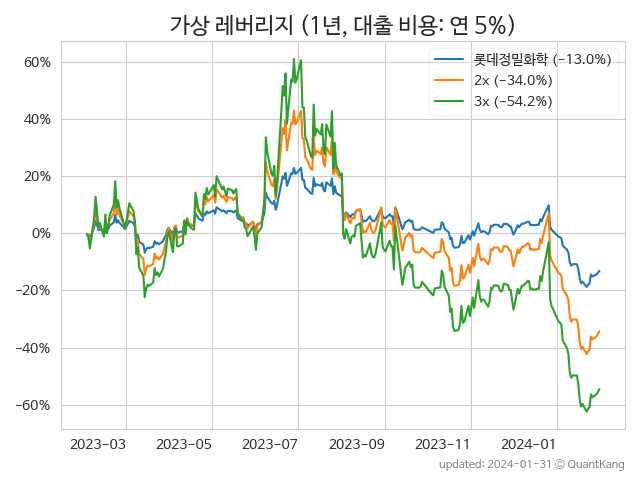 가상 레버리지 (1년, 대출 비용: 연 5%)
롯데정밀화학 (−13.0%)
2x (−34.0%)
3x (−54.2%)
60%
40%
20%
0%
−20%
−40%
−60%
2023-03 2023-05 2023-07 2023-09 2023-11 2024-01
updated: 2024-01-31 © QuantKang